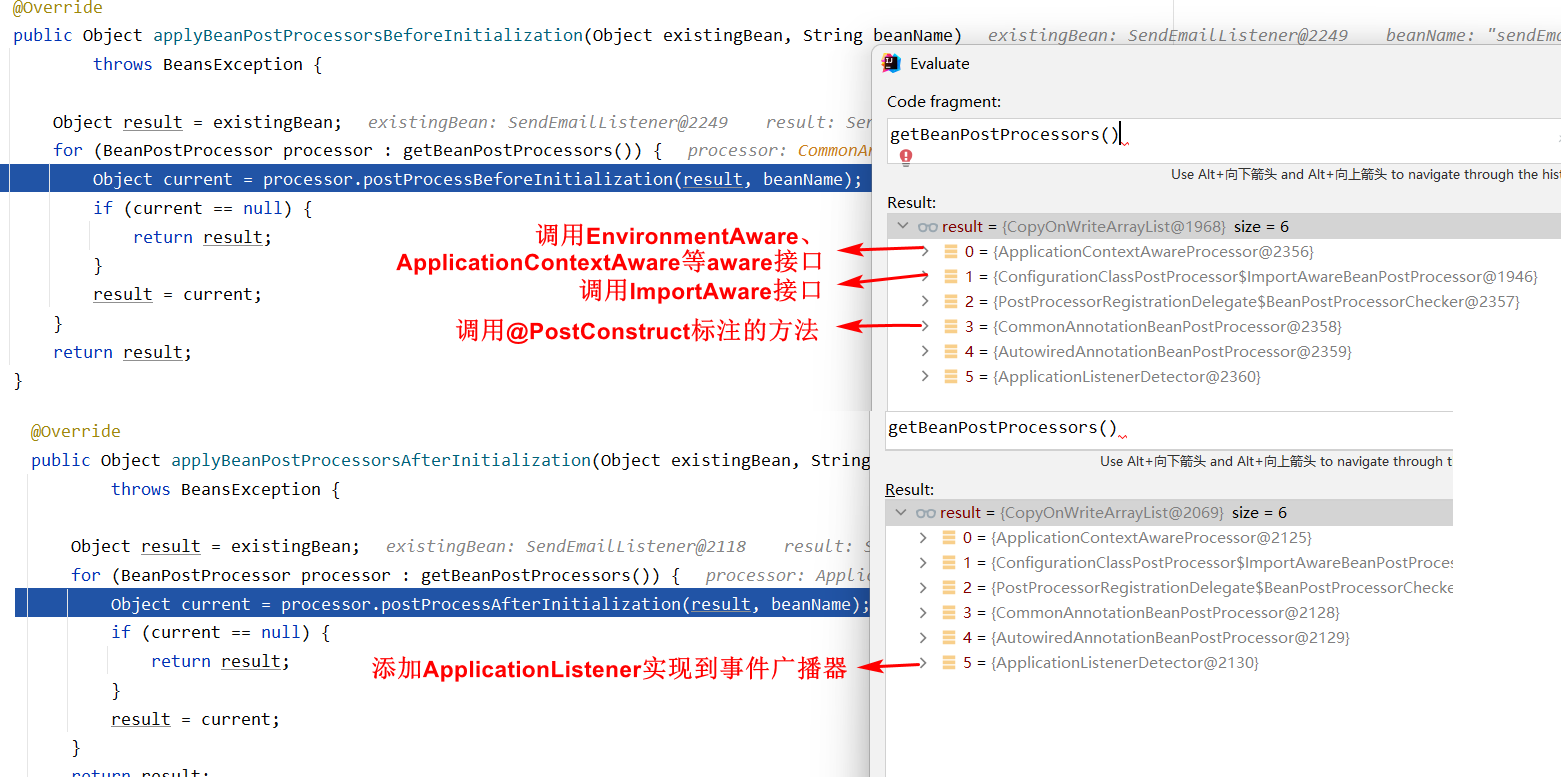 @Override
public Object applyBeanPostProcessorsBeforeInitialization(Object existingBean, String beanName) existingBean: SendEmailListener@2249 beanName: "sendEma
throws BeansException {
Object result = existingBean; existingBean: SendEmailListener@2249 result: Sen
for (BeanPostProcessor processor : getBeanPostProcessors()) { processor: CommonAn
Object current = processor.postProcessBeforeInitialization(result, beanName);
if (current == null) {
return result;
}
result = current;
}
return result;
}
调用EnvironmentAware、
ApplicationContextAware等aware接口
调用ImportAware接口
调用@PostConstruct标注的方法
Evaluate
Code fragment:
getBeanPostProcessors()
Use Alt+向下箭头 and Alt+向上箭头 to navigate through the hist
Result:
result = {CopyOnWriteArrayList@1968} size = 6
0 = {ApplicationContextAwareProcessor@2356}
1 = {ConfigurationClassPostProcessor$ImportAwareBeanPostProcessor@1946}
2 = {PostProcessorRegistrationDelegate$BeanPostProcessorChecker@2357}
3 = {CommonAnnotationBeanPostProcessor@2358}
4 = {AutowiredAnnotationBeanPostProcessor@2359}
5 = {ApplicationListenerDetector@2360}
@Override
public Object applyBeanPostProcessorsAfterInitialization(Object existingBean, String
throws BeansException {
Object result = existingBean; existingBean: SendEmailListener@2118 result: S
for (BeanPostProcessor processor : getBeanPostProcessors()) { processor: Applic
Object current = processor.postProcessAfterInitialization(result, beanName);
if (current == null) {
return result;
}
result = current;
}
return result;
添加ApplicationListener实现到事件广播器
getBeanPostProcessors()
Use Alt+向下箭头 and Alt+向上箭头 to navigate through t
Result:
result = {CopyOnWriteArrayList@2069} size = 6
0 = {ApplicationContextAwareProcessor@2125}
1 = {ConfigurationClassPostProcessor$ImportAwareBeanPostProces
2 = {PostProcessorRegistrationDelegate$BeanPostProcessorChecke
3 = {CommonAnnotationBeanPostProcessor@2128}
4 = {AutowiredAnnotationBeanPostProcessor@2129}
5 = {ApplicationListenerDetector@2130}